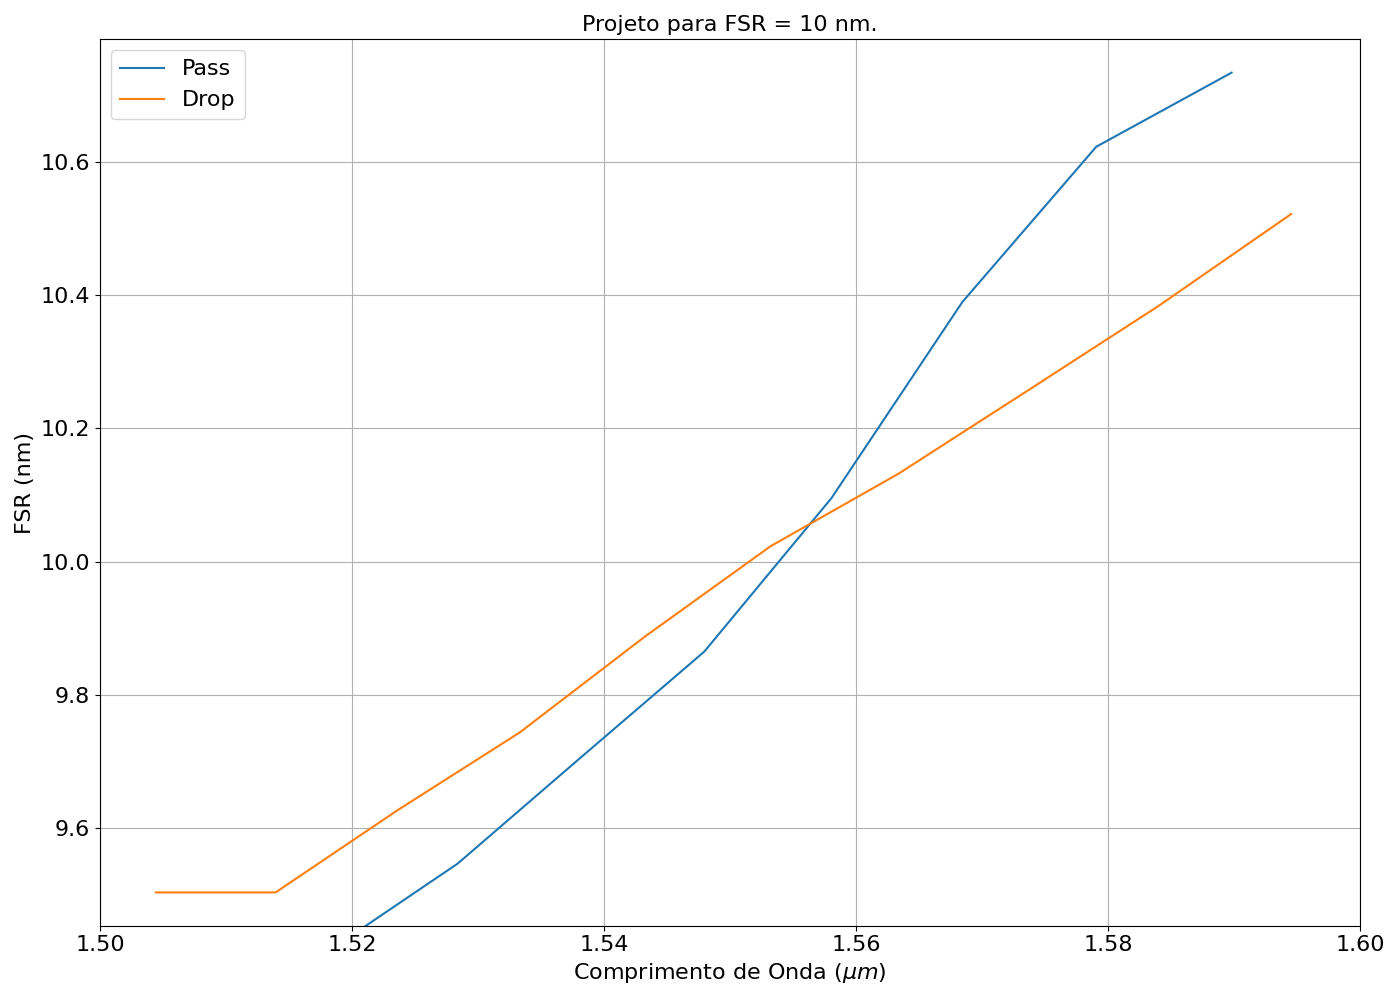 Projeto para FSR = 10 nm.
Pass
Drop
10.6
10.4
10.2
10.0
9.8
9.6
FSR (nm)
1.50 1.52 1.54 1.56 1.58 1.60
Comprimento de Onda (μm)